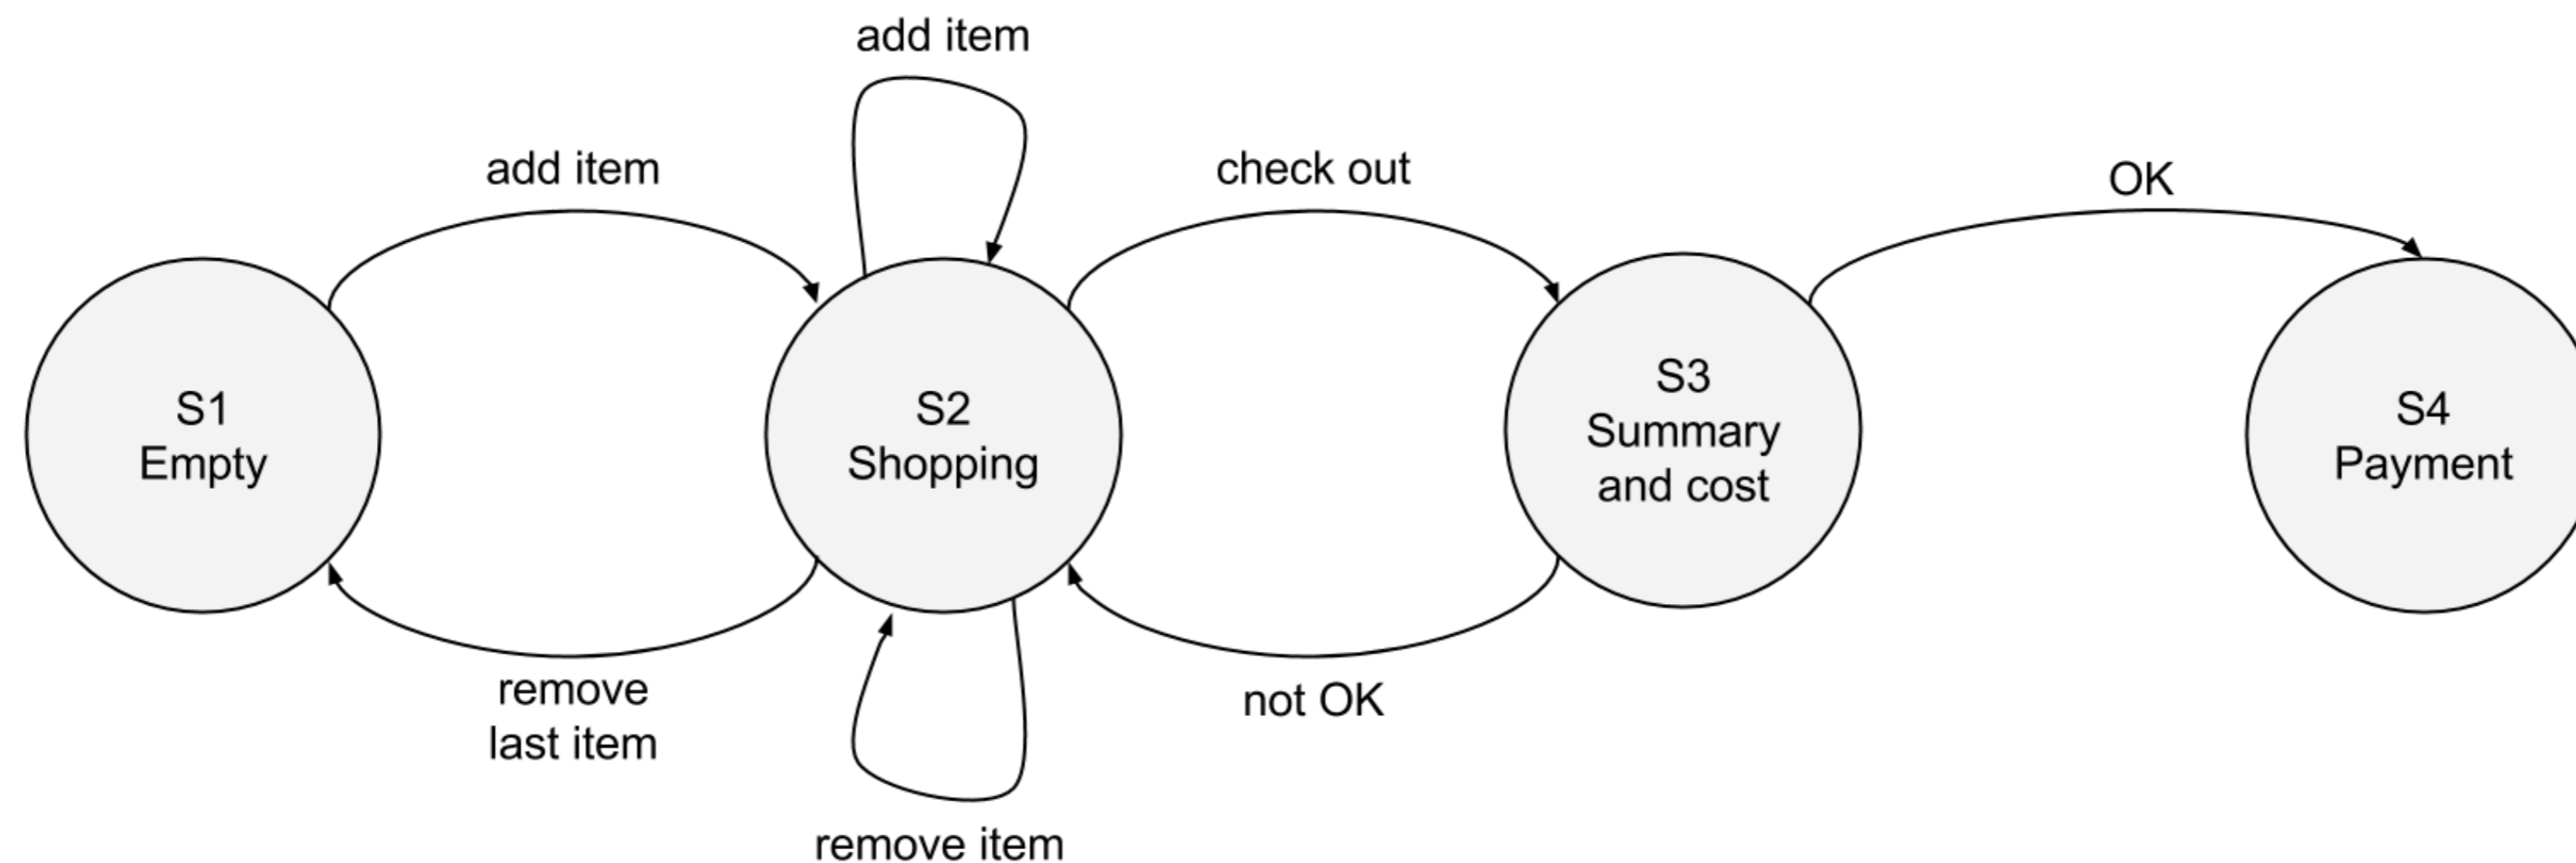 add item
add item
check out
OK
S1
Empty
S2
Shopping
S3
Summary
and cost
S4
Payment
remove
last item
not OK
remove item